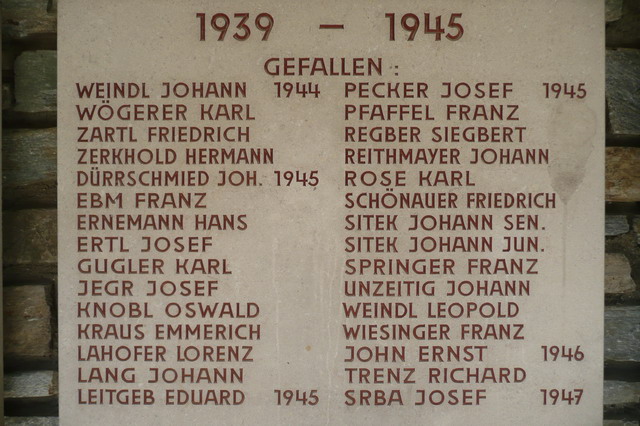 1939 – 1945
GEFALLEN :
WEINDL JOHANN 1944
WÖGERER KARL
ZARTL FRIEDRICH
ZERKHOLD HERMANN
DÜRRSCHMIED JOH. 1945
EBM FRANZ
ERNEMANN HANS
ERTL JOSEF
GUGLER KARL
JEGR JOSEF
KNOBL OSWALD
KRAUS EMMERICH
LAHOFER LORENZ
LANG JOHANN
LEITGEB EDUARD 1945
PECKER JOSEF 1945
PFAFFEL FRANZ
REGBER SIEGBERT
REITHMAYER JOHANN
ROSE KARL
SCHÖNAUER FRIEDRICH
SITEK JOHANN SEN.
SITEK JOHANN JUN.
SPRINGER FRANZ
UNZEITIG JOHANN
WEINDL LEOPOLD
WIESINGER FRANZ
JOHN ERNST 1946
TRENZ RICHARD
SRBA JOSEF 1947